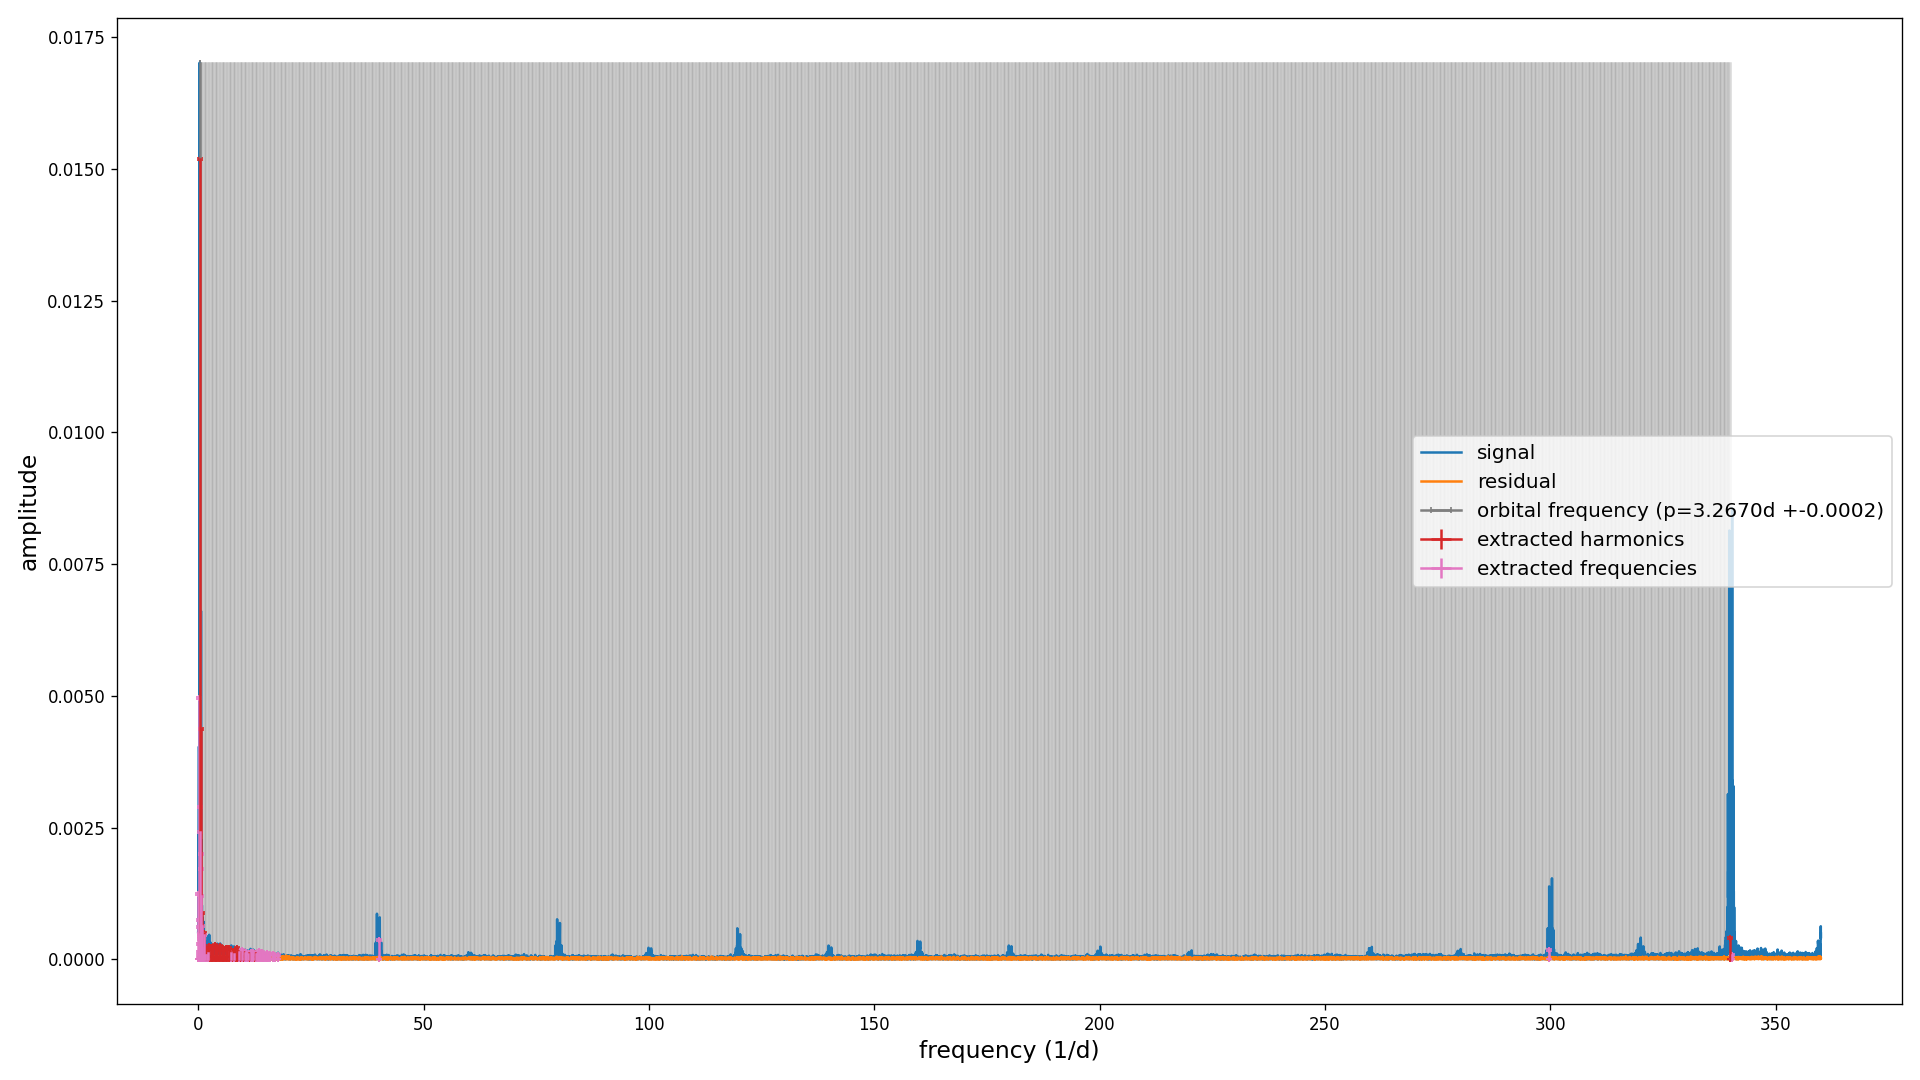 0.0175
0.0150
0.0125
0.0100
0.0075
0.0050
0.0025
0.0000
amplitude
signal
residual
orbital frequency (p=3.2670d +-0.0002)
extracted harmonics
extracted frequencies
0 50 100 150 200 250 300 350
frequency (1/d)